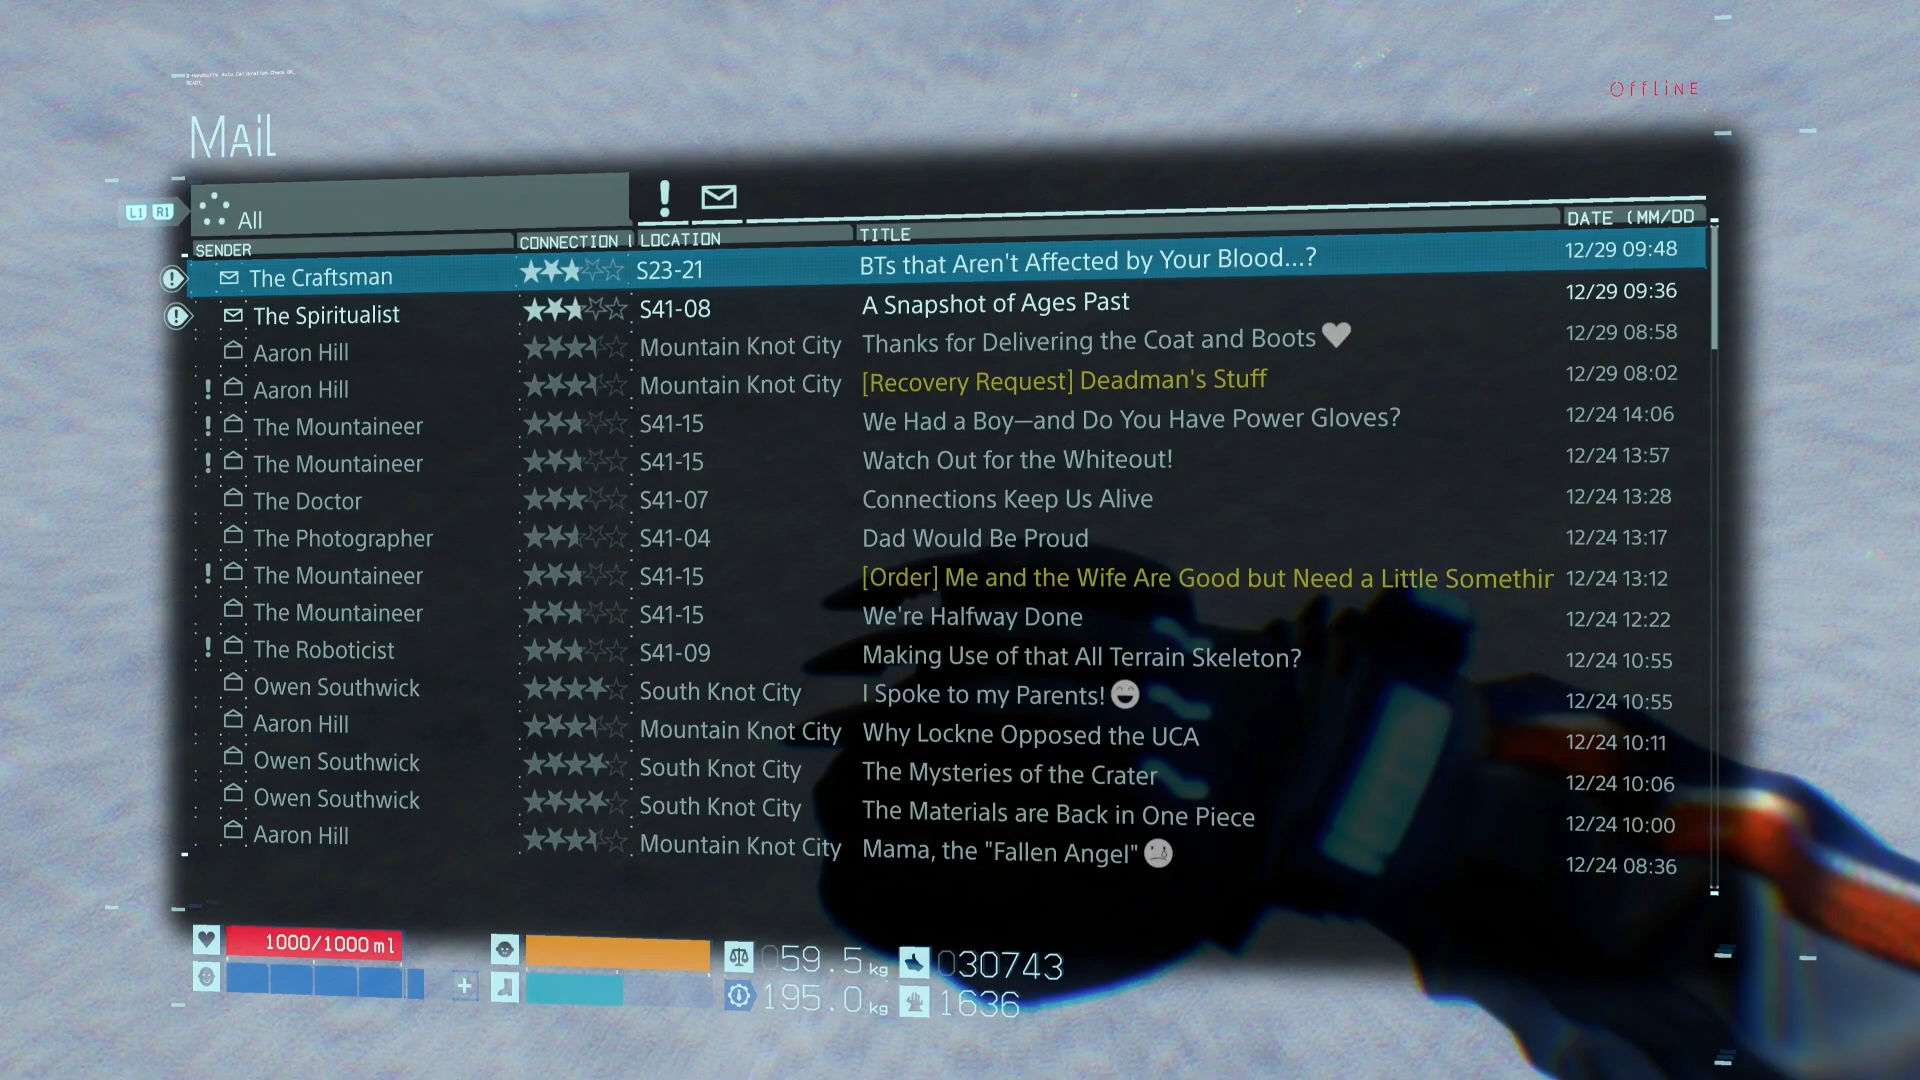 Q-Handcuffs Auto Calibration Check OK.
READY.
Offline
Mail
L1 R1 All
SENDER CONNECTION LOCATION TITLE DATE (MM/DD
The Craftsman S23-21 BTs that Aren't Affected by Your Blood...? 12/29 09:48
The Spiritualist S41-08 A Snapshot of Ages Past 12/29 09:36
Aaron Hill Mountain Knot City Thanks for Delivering the Coat and Boots 12/29 08:58
! Aaron Hill Mountain Knot City [Recovery Request] Deadman's Stuff 12/29 08:02
! The Mountaineer S41-15 We Had a Boy—and Do You Have Power Gloves? 12/24 14:06
! The Mountaineer S41-15 Watch Out for the Whiteout! 12/24 13:57
The Doctor S41-07 Connections Keep Us Alive 12/24 13:28
The Photographer S41-04 Dad Would Be Proud 12/24 13:17
! The Mountaineer S41-15 [Order] Me and the Wife Are Good but Need a Little Somethin 12/24 13:12
The Mountaineer S41-15 We're Halfway Done 12/24 12:22
! The Roboticist S41-09 Making Use of that All Terrain Skeleton? 12/24 10:55
Owen Southwick South Knot City I Spoke to my Parents! 12/24 10:55
Aaron Hill Mountain Knot City Why Lockne Opposed the UCA 12/24 10:11
Owen Southwick South Knot City The Mysteries of the Crater 12/24 10:06
Owen Southwick South Knot City The Materials are Back in One Piece 12/24 10:00
Aaron Hill Mountain Knot City Mama, the "Fallen Angel" 12/24 08:36
1000/1000 ml 059.5 kg 030743
195.0 kg 1636